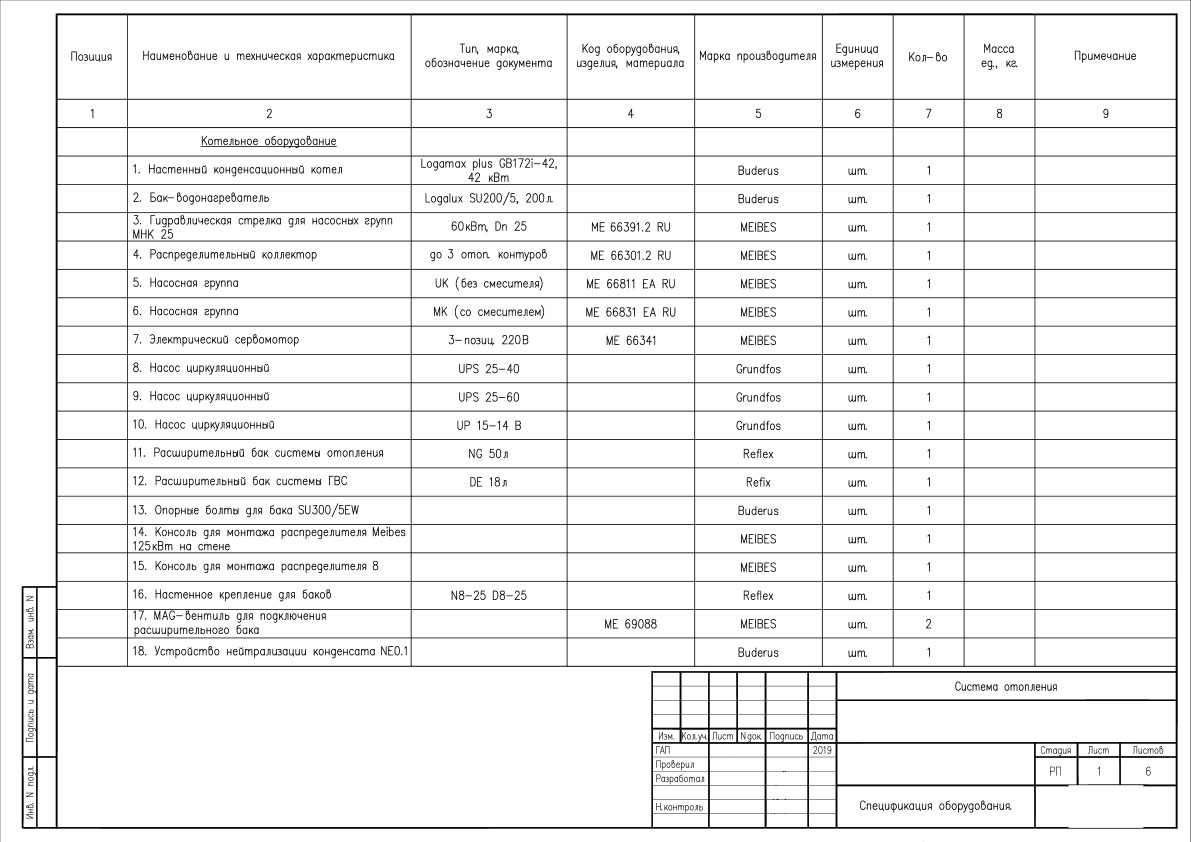 Позиция
Наименование и техническая характеристика
Тип, марка,
обозначение документа
Код оборудования,
изделия, материала
Марка производителя
Единица
измерения
Кол-во
Масса
ед., кг.
Примечание
1 2 3 4 5 6 7 8 9
Котельное оборудование
1. Настенный конденсационный котел
Logamax plus GB172i-42,
42 кВт
Buderus шт. 1
2. Бак-водонагреватель Logalux SU200/5, 200л. Buderus шт. 1
3. Гидравлическая стрелка для насосных групп
МНК 25
60кВт, Dn 25 ME 66391.2 RU MEIBES шт. 1
4. Распределительный коллектор до 3 отоп. контуров ME 66301.2 RU MEIBES шт. 1
5. Насосная группа UK (без смесителя) ME 66811 EA RU MEIBES шт. 1
6. Насосная группа МК (со смесителем) ME 66831 EA RU MEIBES шт. 1
7. Электрический сервомотор 3-позиц. 220В ME 66341 MEIBES шт. 1
8. Насос циркуляционный UPS 25-40 Grundfos шт. 1
9. Насос циркуляционный UPS 25-60 Grundfos шт. 1
10. Насос циркуляционный UP 15-14 B Grundfos шт. 1
11. Расширительный бак системы отопления NG 50л Reflex шт. 1
12. Расширительный бак системы ГВС DE 18л Refix шт. 1
13. Опорные болты для бака SU300/5EW Buderus шт. 1
14. Консоль для монтажа распределителя Meibes
125кВт на стене
MEIBES шт. 1
15. Консоль для монтажа распределителя 8 MEIBES шт. 1
16. Настенное крепление для баков N8-25 D8-25 Reflex шт. 1
17. MAG-вентиль для подключения
расширительного бака
ME 69088 MEIBES шт. 2
18. Устройство нейтрализации конденсата NE0.1 Buderus шт. 1
Взам. инв. N
Подпись и дата
Инв. N подл.
Система отопления
Изм. Кол.уч. Лист Nдок. Подпись Дата
ГАП 2019
Проверил
Разработал
Н.контроль
Стадия Лист Листов
РП 1 6
Спецификация оборудования.